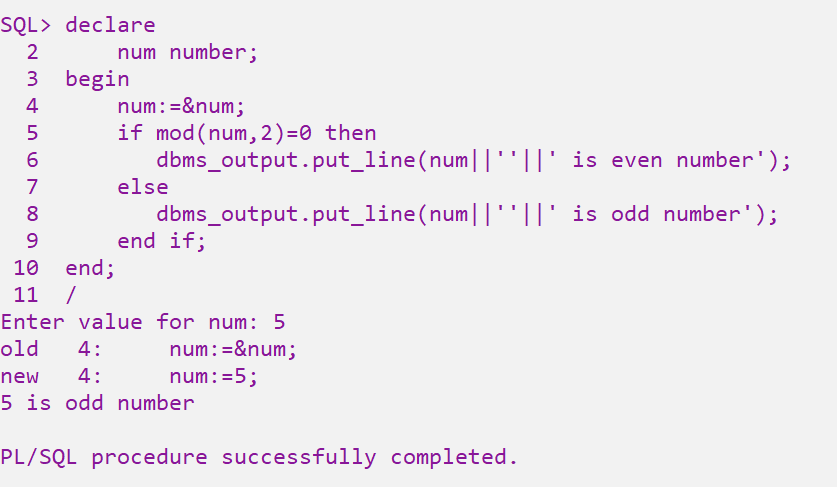 SQL> declare
  2      num number;
  3  begin
  4      num:=&num;
  5      if mod(num,2)=0 then
  6         dbms_output.put_line(num||''||' is even number');
  7      else
  8         dbms_output.put_line(num||''||' is odd number');
  9      end if;
 10  end;
 11  /
Enter value for num: 5
old   4:     num:=&num;
new   4:     num:=5;
5 is odd number
PL/SQL procedure successfully completed.